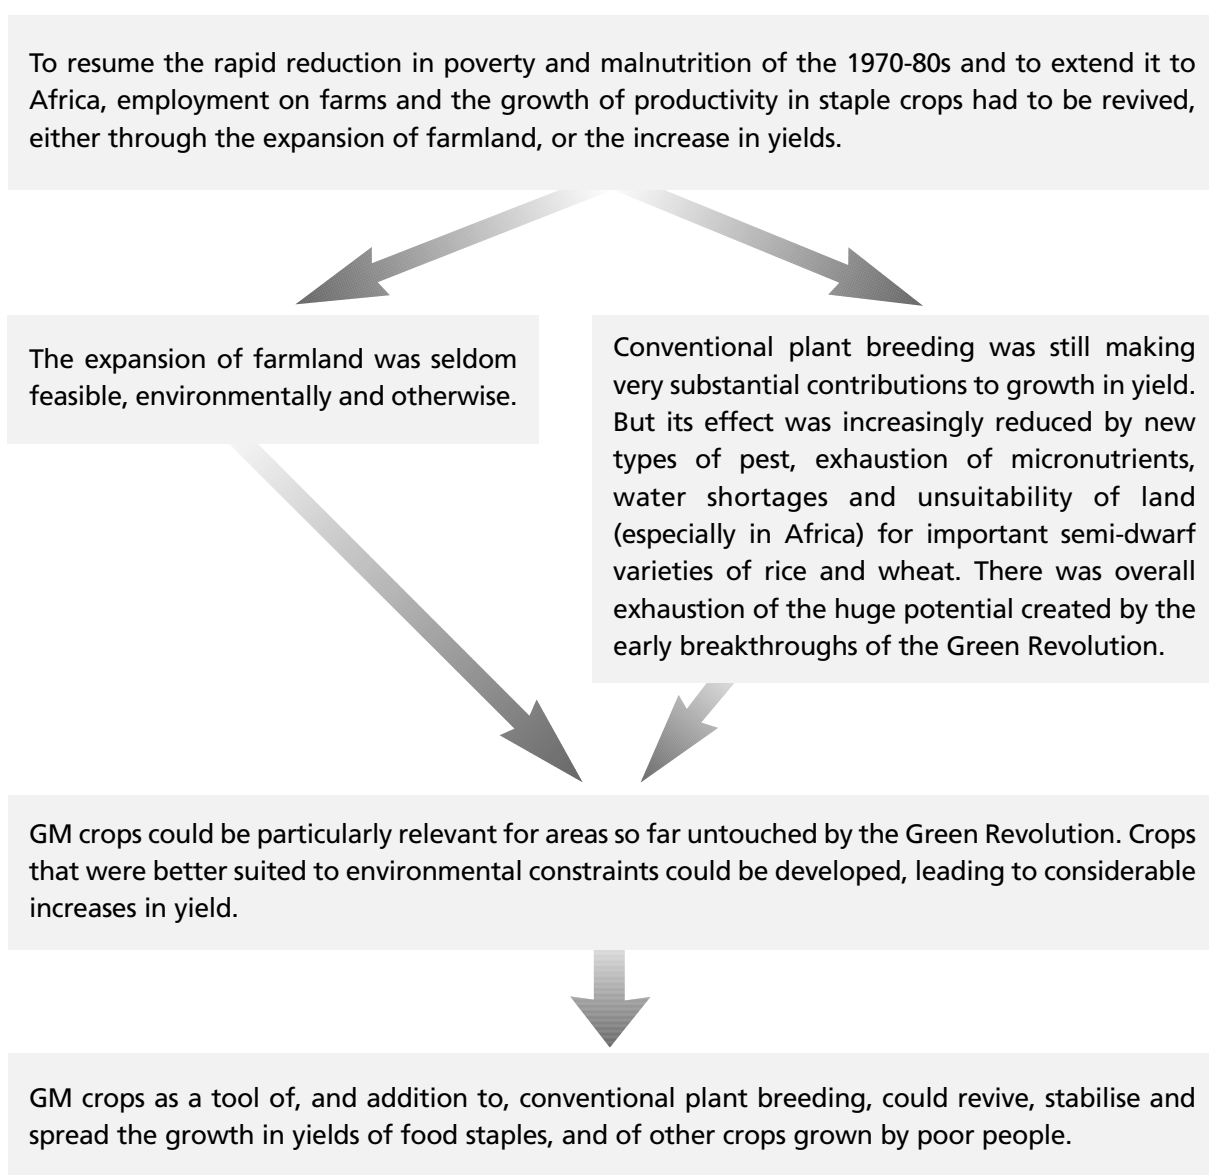 To resume the rapid reduction in poverty and malnutrition of the 1970-80s and to extend it to
Africa, employment on farms and the growth of productivity in staple crops had to be revived,
either through the expansion of farmland, or the increase in yields.
The expansion of farmland was seldom
feasible, environmentally and otherwise.
Conventional plant breeding was still making
very substantial contributions to growth in yield.
But its effect was increasingly reduced by new
types of pest, exhaustion of micronutrients,
water shortages and unsuitability of land
(especially in Africa) for important semi-dwarf
varieties of rice and wheat. There was overall
exhaustion of the huge potential created by the
early breakthroughs of the Green Revolution.
GM crops could be particularly relevant for areas so far untouched by the Green Revolution. Crops
that were better suited to environmental constraints could be developed, leading to considerable
increases in yield.
GM crops as a tool of, and addition to, conventional plant breeding, could revive, stabilise and
spread the growth in yields of food staples, and of other crops grown by poor people.